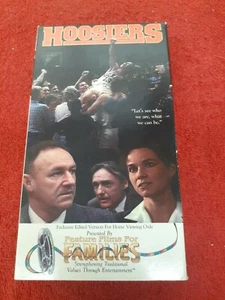 HOOSIERS
"Let's see who
we are, what
we can be."
Exclusive Edited Version For Home Viewing Only
Presented By
Feature Films For
FAMILIES
Strengthening Traditional
Values Through Entertainment